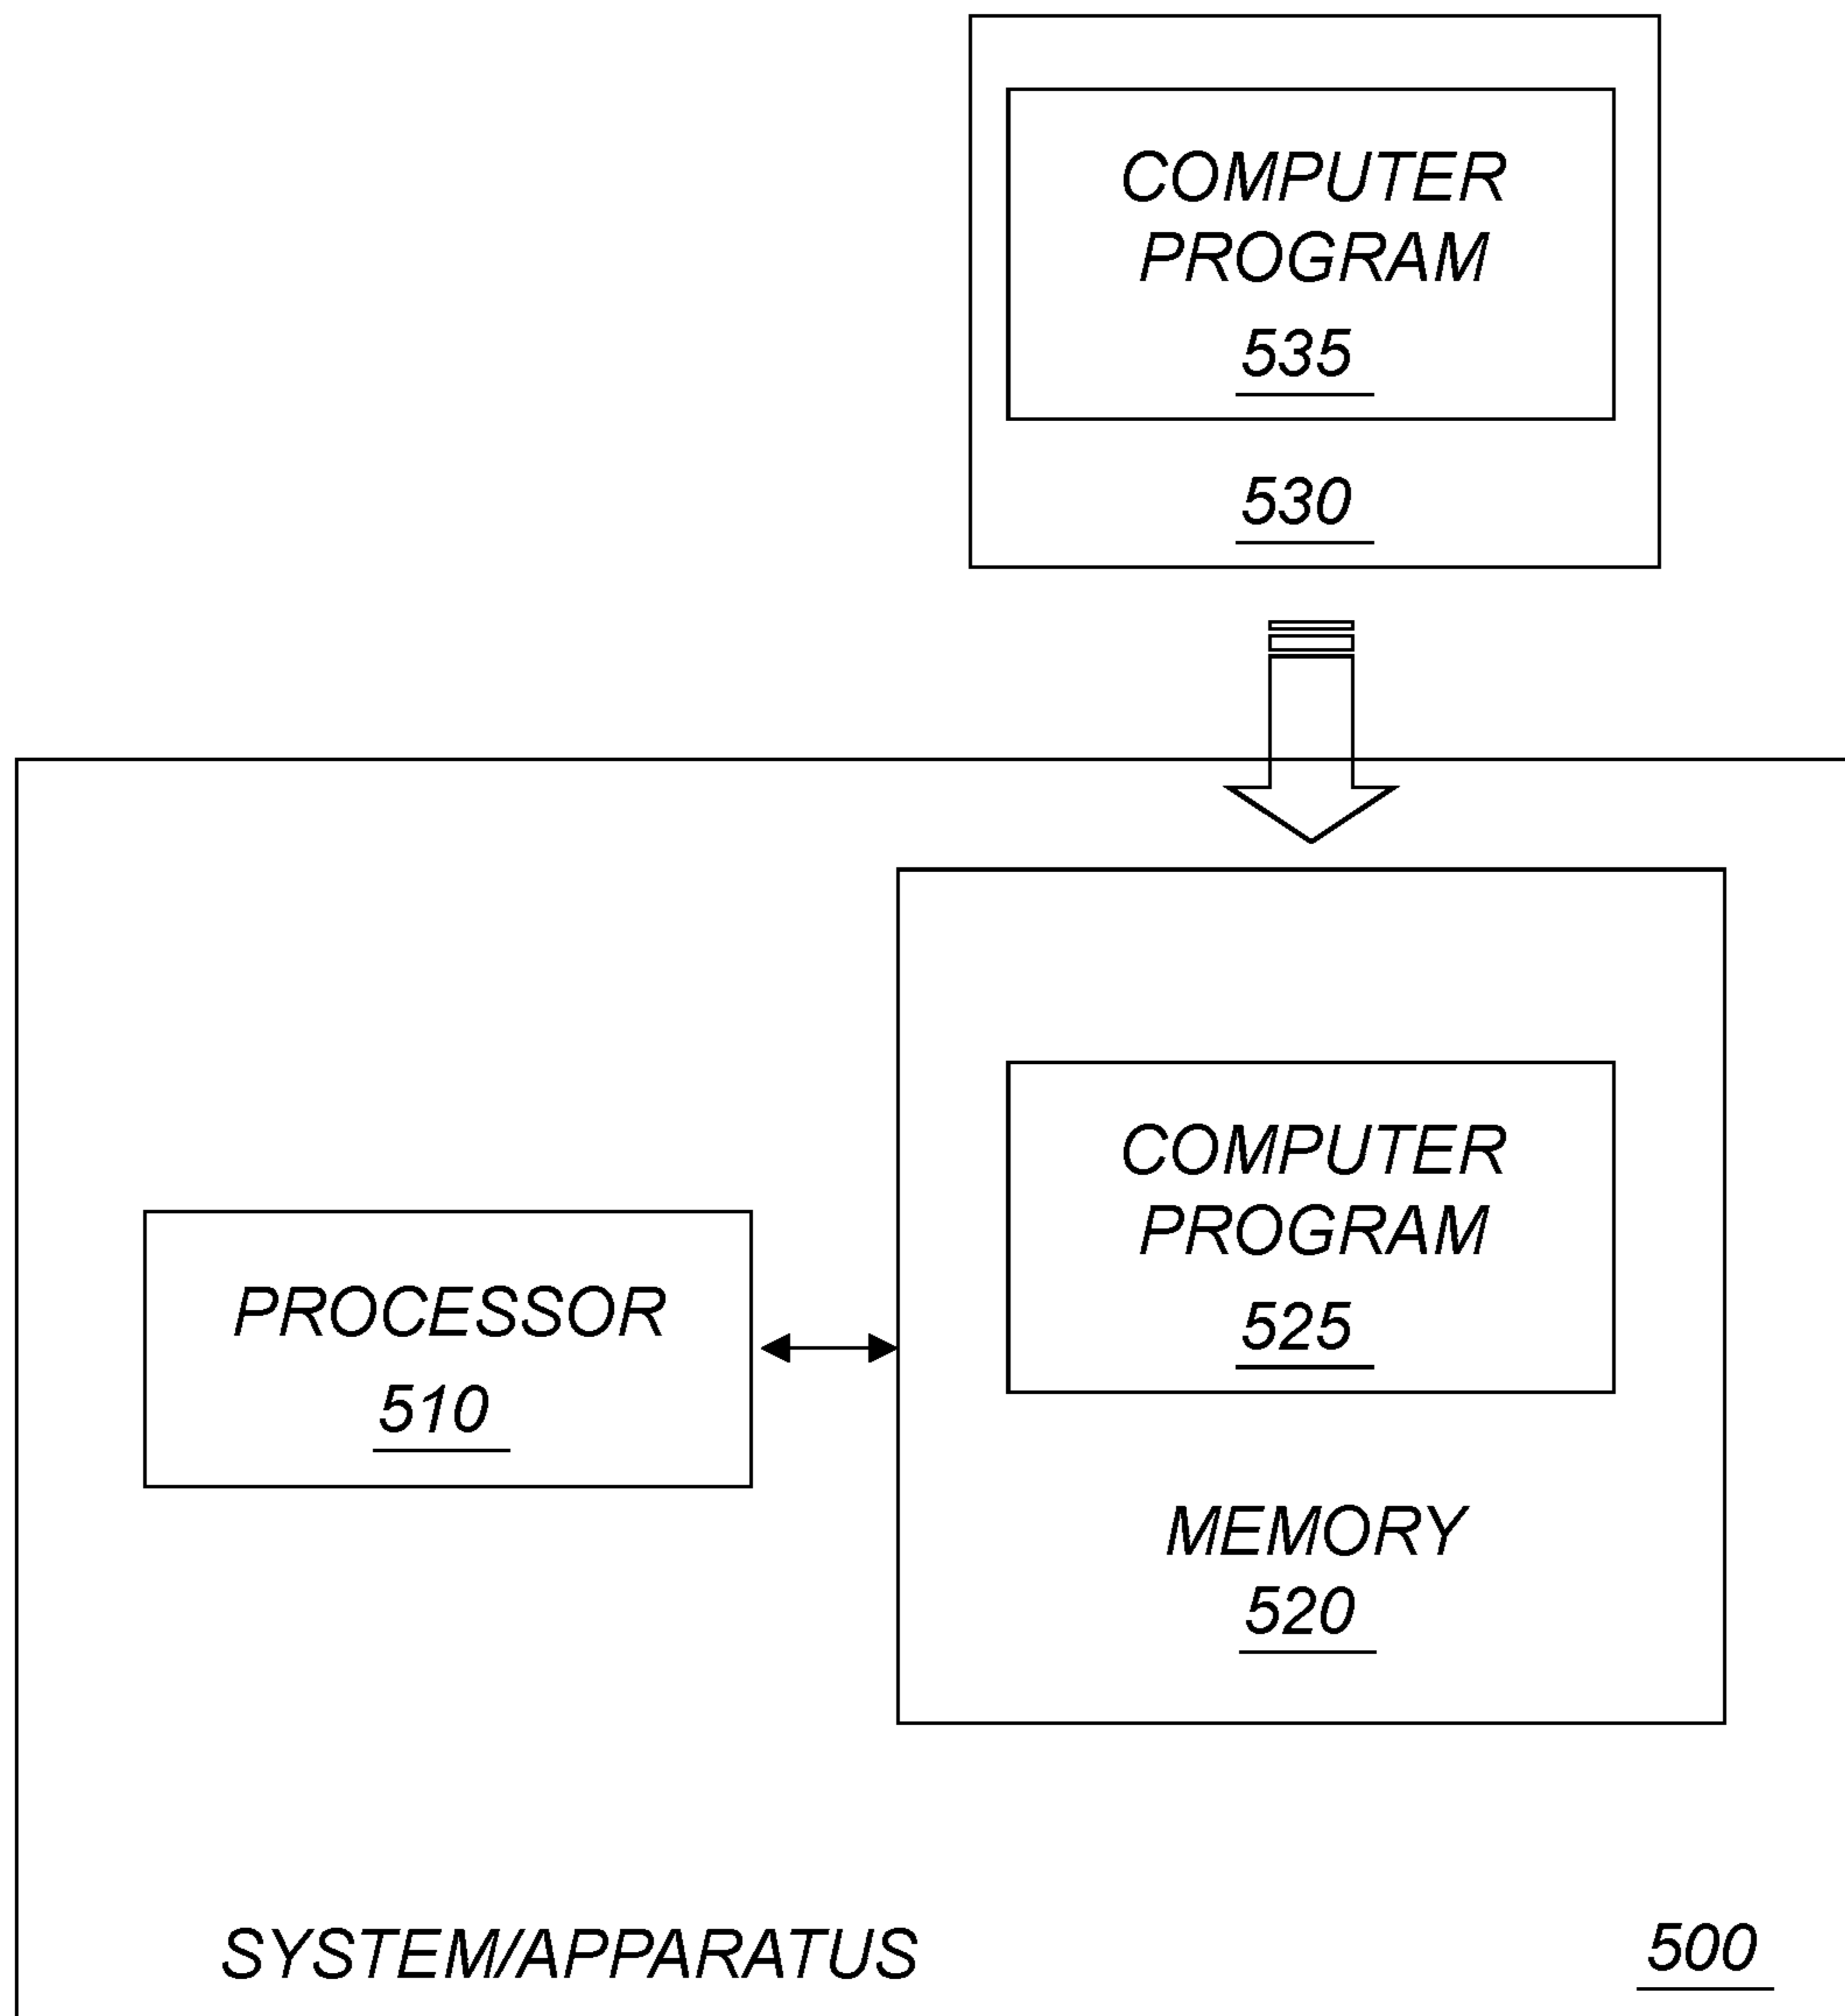 COMPUTER
PROGRAM
535
530
COMPUTER
PROGRAM
525
PROCESSOR
510
MEMORY
520
SYSTEM/APPARATUS
500